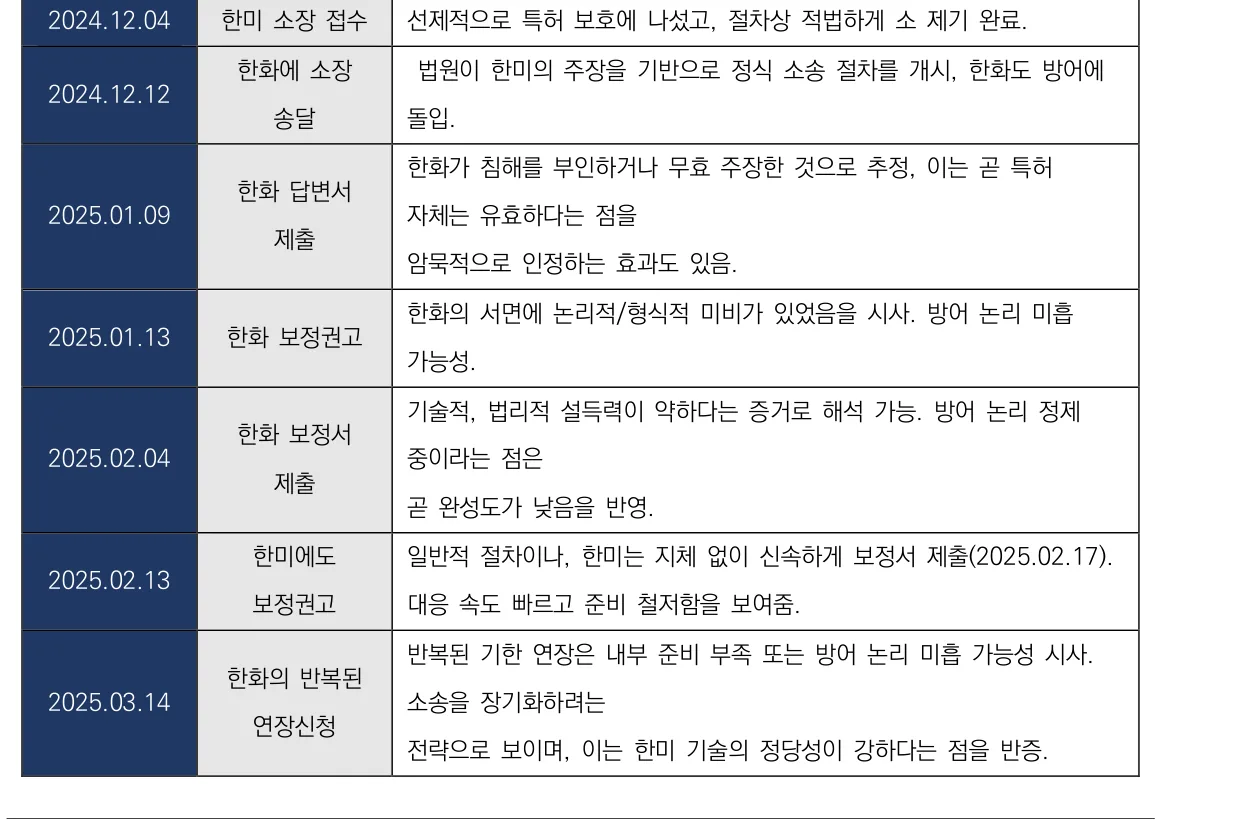 2024.12.04 한미 소장 접수 선제적으로 특허 보호에 나섰고, 절차상 적법하게 소 제기 완료.
2024.12.12
한화에 소장
송달
법원이 한미의 주장을 기반으로 정식 소송 절차를 개시, 한화도 방어에
돌입.
2025.01.09
한화 답변서
제출
한화가 침해를 부인하거나 무효 주장한 것으로 추정, 이는 곧 특허
자체는 유효하다는 점을
암묵적으로 인정하는 효과도 있음.
2025.01.13
한화 보정권고
한화의 서면에 논리적/형식적 미비가 있었음을 시사. 방어 논리 미흡
가능성.
2025.02.04
한화 보정서
제출
기술적, 법리적 설득력이 약하다는 증거로 해석 가능. 방어 논리 정제
중이라는 점은
곧 완성도가 낮음을 반영.
2025.02.13
한미에도
보정권고
일반적 절차이나, 한미는 지체 없이 신속하게 보정서 제출(2025.02.17).
대응 속도 빠르고 준비 철저함을 보여줌.
2025.03.14
한화의 반복된
연장신청
반복된 기한 연장은 내부 준비 부족 또는 방어 논리 미흡 가능성 시사.
소송을 장기화하려는
전략으로 보이며, 이는 한미 기술의 정당성이 강하다는 점을 반증.